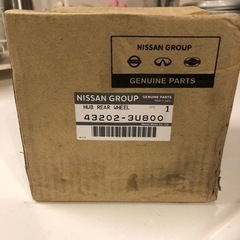 NISSAN GROUP
GENUINE PARTS
NISSAN GROUP
GENUINE PARTS
HUB REAR WHEEL
1
43202-3U800